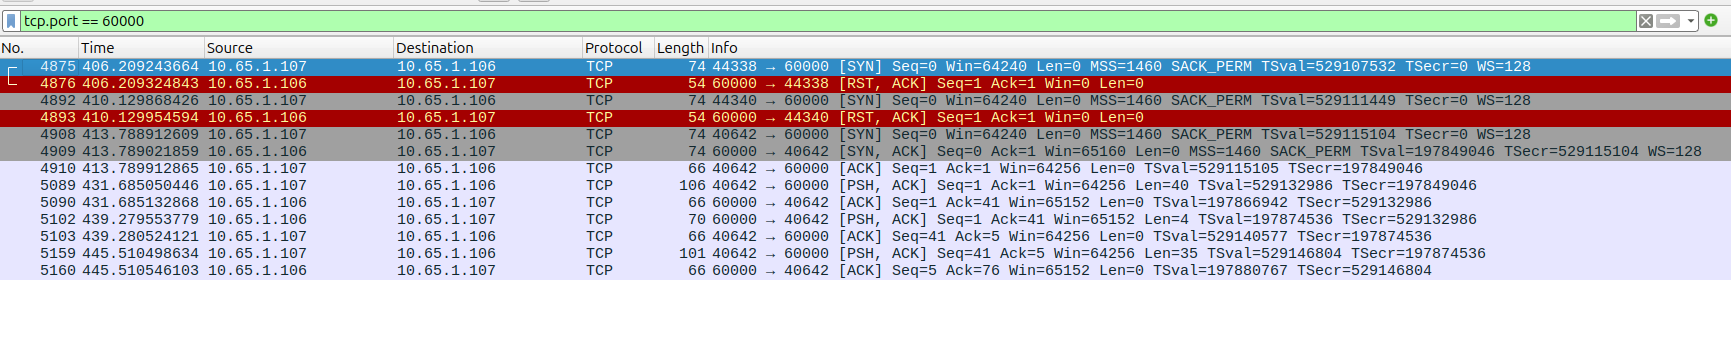 tcp.port == 60000
No. Time Source Destination Protocol Length Info
4875 406.209243664 10.65.1.107 10.65.1.106 TCP 74 44338 → 60000 [SYN] Seq=0 Win=64240 Len=0 MSS=1460 SACK_PERM TSval=529107532 TSecr=0 WS=128
4876 406.209324843 10.65.1.106 10.65.1.107 TCP 54 60000 → 44338 [RST, ACK] Seq=1 Ack=1 Win=0 Len=0
4892 410.129868426 10.65.1.107 10.65.1.106 TCP 74 44340 → 60000 [SYN] Seq=0 Win=64240 Len=0 MSS=1460 SACK_PERM TSval=529111449 TSecr=0 WS=128
4893 410.129954594 10.65.1.106 10.65.1.107 TCP 54 60000 → 44340 [RST, ACK] Seq=1 Ack=1 Win=0 Len=0
4908 413.788912609 10.65.1.107 10.65.1.106 TCP 74 40642 → 60000 [SYN] Seq=0 Win=64240 Len=0 MSS=1460 SACK_PERM TSval=529115104 TSecr=0 WS=128
4909 413.789021859 10.65.1.106 10.65.1.107 TCP 74 60000 → 40642 [SYN, ACK] Seq=0 Ack=1 Win=65160 Len=0 MSS=1460 SACK_PERM TSval=197849046 TSecr=529115104 WS=128
4910 413.789912865 10.65.1.107 10.65.1.106 TCP 66 40642 → 60000 [ACK] Seq=1 Ack=1 Win=64256 Len=0 TSval=529115105 TSecr=197849046
5089 431.685050446 10.65.1.107 10.65.1.106 TCP 106 40642 → 60000 [PSH, ACK] Seq=1 Ack=1 Win=64256 Len=40 TSval=529132986 TSecr=197849046
5090 431.685132868 10.65.1.106 10.65.1.107 TCP 66 60000 → 40642 [ACK] Seq=1 Ack=41 Win=65152 Len=0 TSval=197866942 TSecr=529132986
5102 439.279553779 10.65.1.106 10.65.1.107 TCP 70 60000 → 40642 [PSH, ACK] Seq=1 Ack=41 Win=65152 Len=4 TSval=197874536 TSecr=529132986
5103 439.280524121 10.65.1.107 10.65.1.106 TCP 66 40642 → 60000 [ACK] Seq=41 Ack=5 Win=64256 Len=0 TSval=529140577 TSecr=197874536
5159 445.510498634 10.65.1.107 10.65.1.106 TCP 101 40642 → 60000 [PSH, ACK] Seq=41 Ack=5 Win=64256 Len=35 TSval=529146804 TSecr=197874536
5160 445.510546103 10.65.1.106 10.65.1.107 TCP 66 60000 → 40642 [ACK] Seq=5 Ack=76 Win=65152 Len=0 TSval=197880767 TSecr=529146804